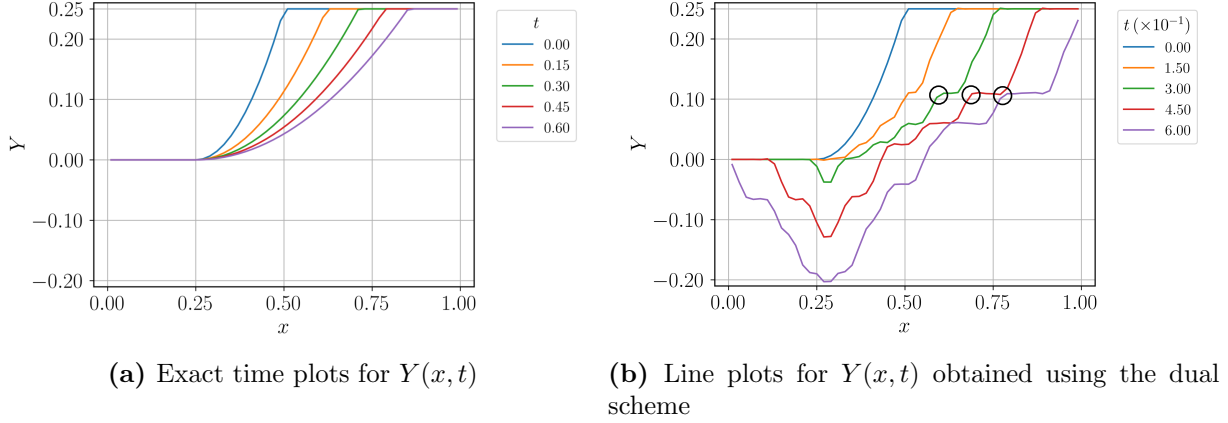 0.25
0.20
0.10
0.00
−0.10
−0.20
Y
0.00 0.25 0.50 0.75 1.00
x
t
0.00
0.15
0.30
0.45
0.60
(a) Exact time plots for Y(x, t)
0.25
0.20
0.10
0.00
−0.10
−0.20
Y
0.00 0.25 0.50 0.75 1.00
x
t (×10⁻¹)
0.00
1.50
3.00
4.50
6.00
(b) Line plots for Y(x, t) obtained using the dual
scheme